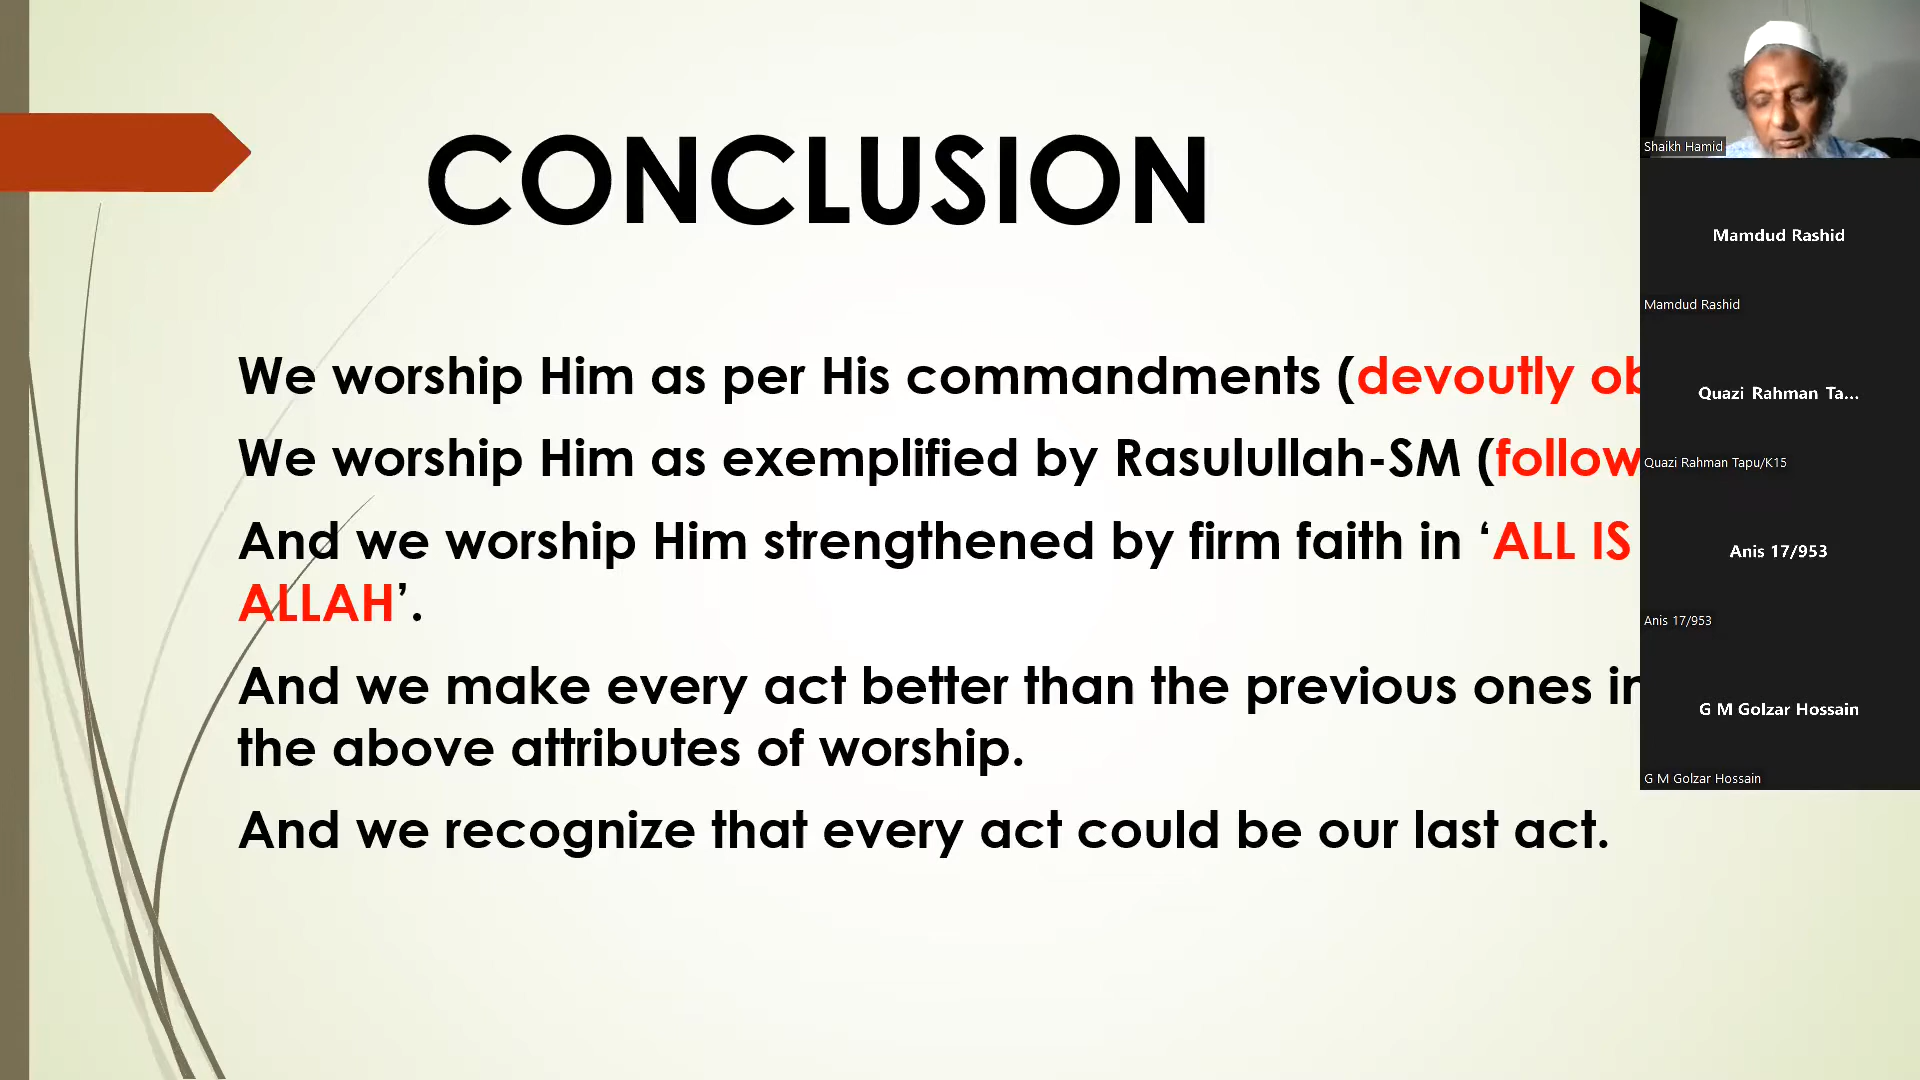 CONCLUSION
We worship Him as per His commandments (devoutly
We worship Him as exemplified by Rasulullah-SM (follow
And we worship Him strengthened by firm faith in ‘ALL IS
ALLAH’.
And we make every act better than the previous ones
the above attributes of worship.
And we recognize that every act could be our last act.
Shaikh Hamid
Mamdud Rashid
Mamdud Rashid
Quazi Rahman Ta...
Quazi Rahman Tapu/K15
Anis 17/953
Anis 17/953
G M Golzar Hossain
G M Golzar Hossain